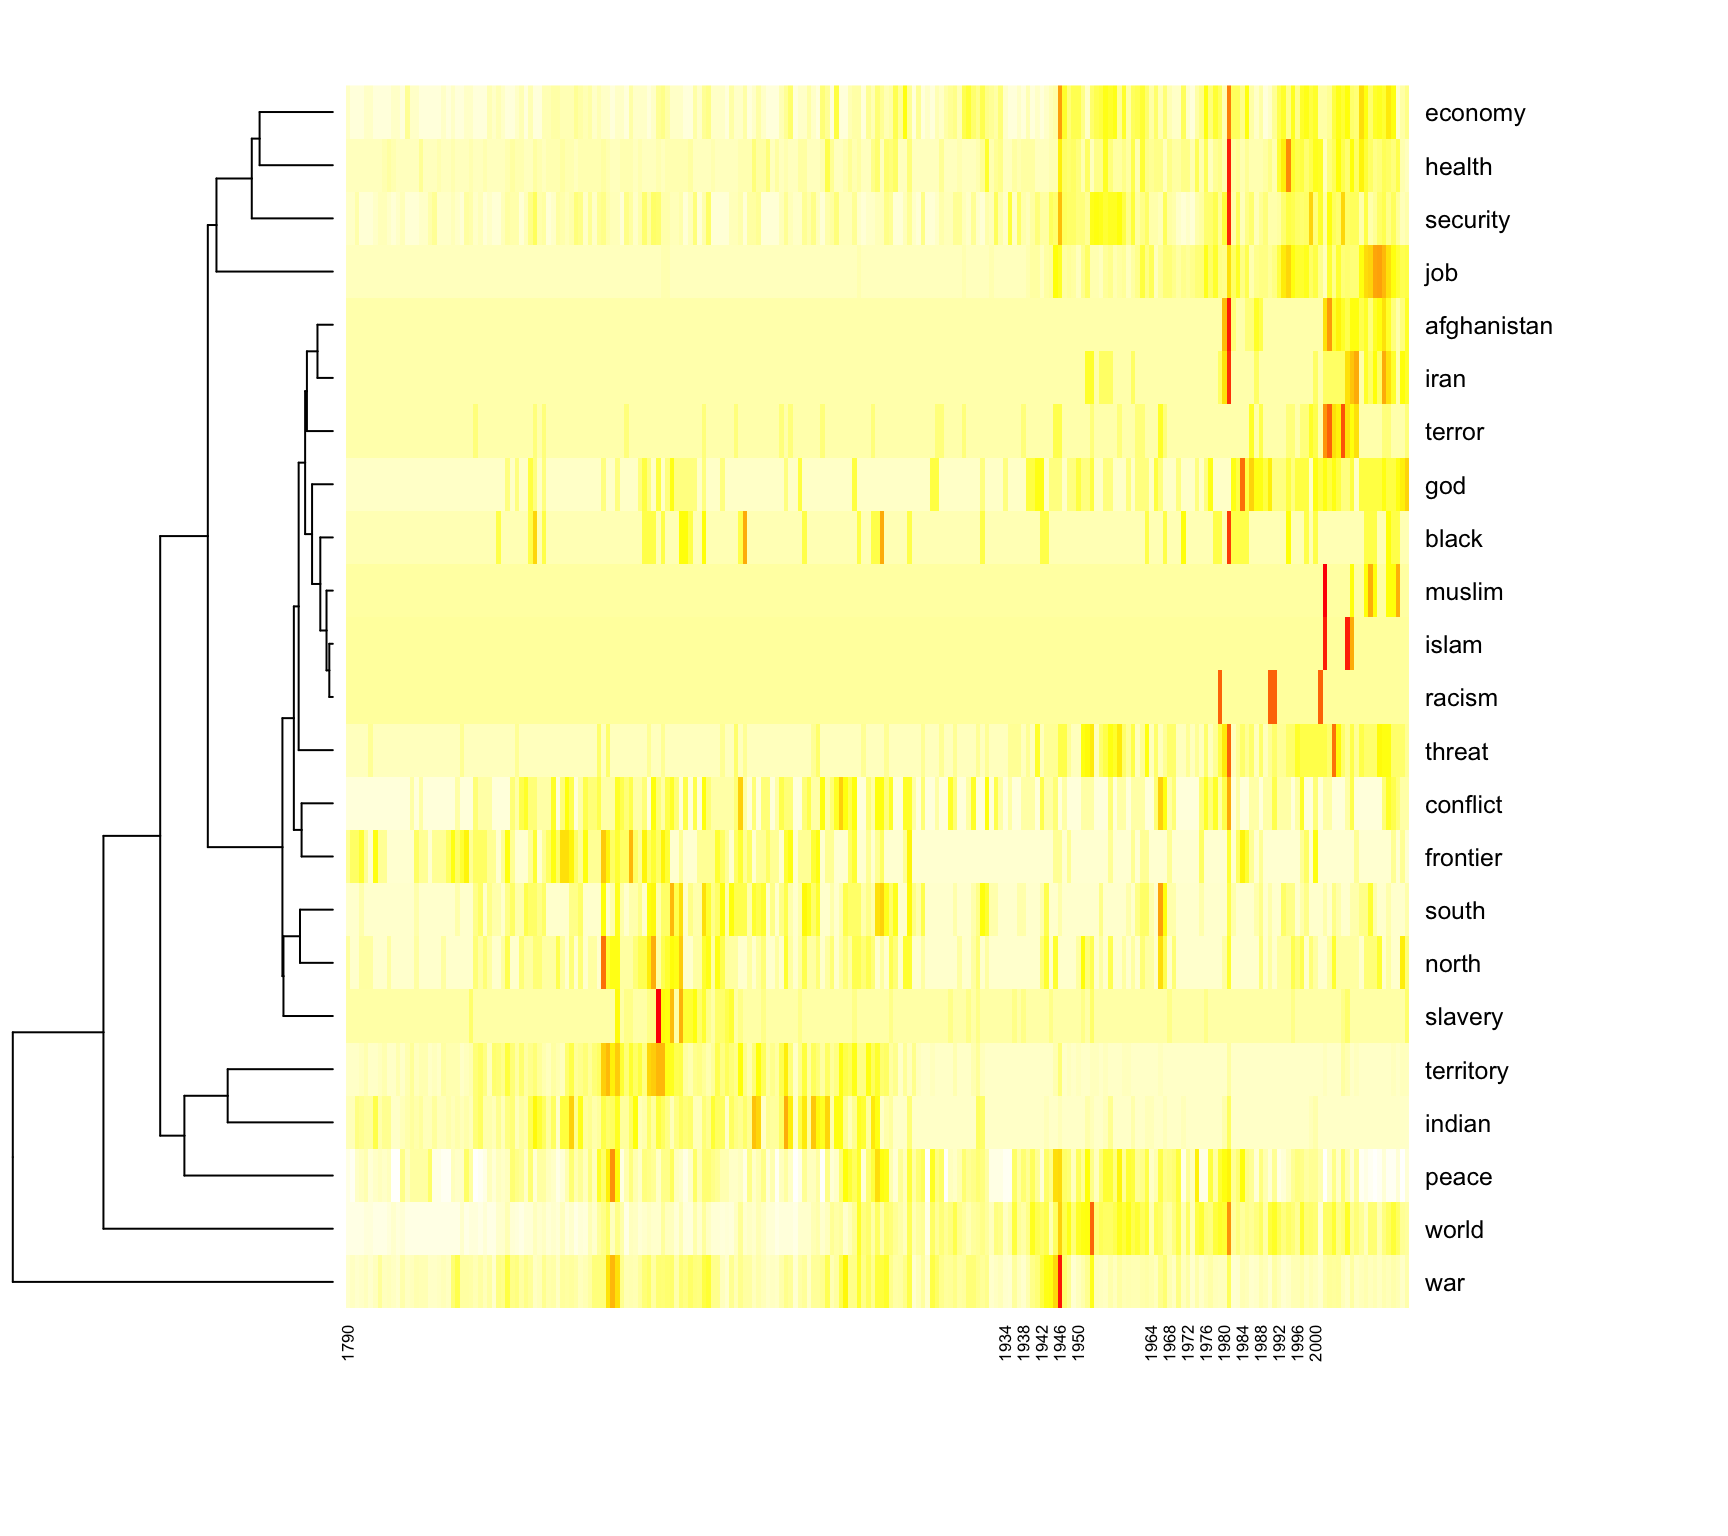 economy
health
security
job
afghanistan
iran
terror
god
black
muslim
islam
racism
threat
conflict
frontier
south
north
slavery
territory
indian
peace
world
war
1790
1934
1938
1942
1946
1950
1964
1968
1972
1976
1980
1984
1988
1992
1996
2000